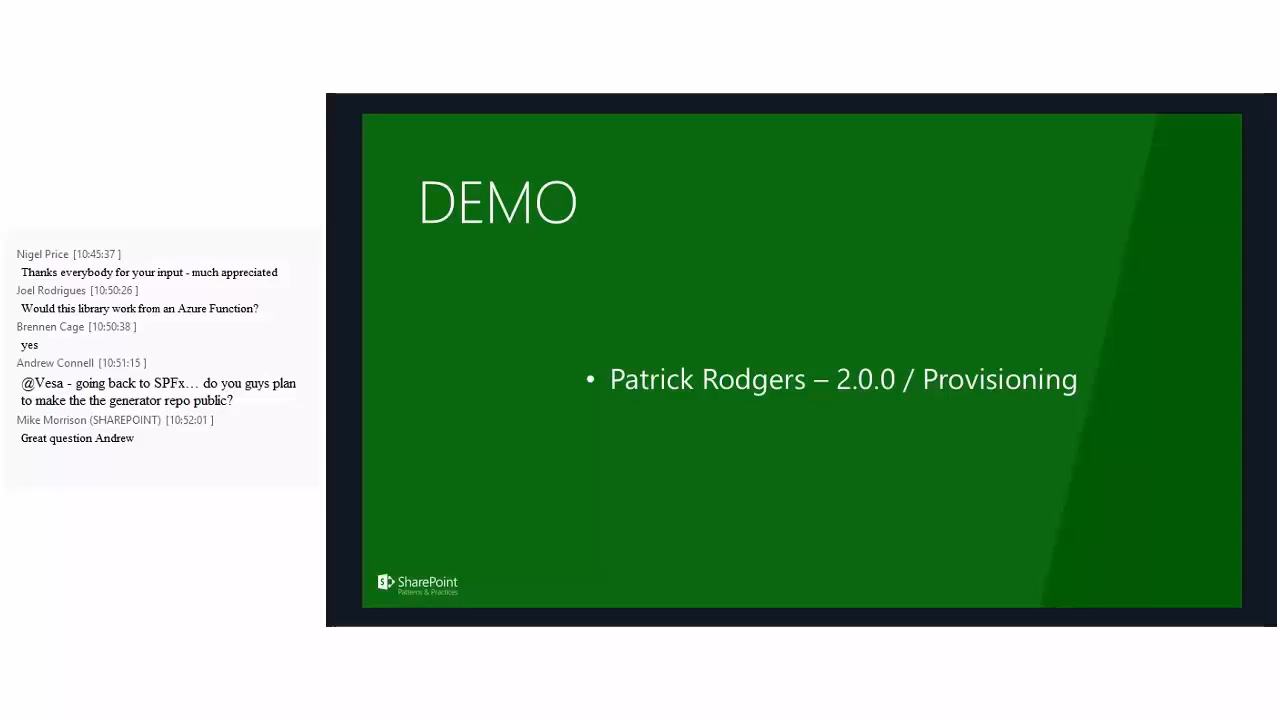 Nigel Price [10:45:37 ]
Thanks everybody for your input - much appreciated
Joel Rodrigues [10:50:26 ]
Would this library work from an Azure Function?
Brennen Cage [10:50:38 ]
yes
Andrew Connell [10:51:15 ]
@Vesa - going back to SPFx... do you guys plan
to make the the generator repo public?
Mike Morrison (SHAREPOINT) [10:52:01 ]
Great question Andrew
DEMO
• Patrick Rodgers – 2.0.0 / Provisioning
S
SharePoint
Patterns & Practices